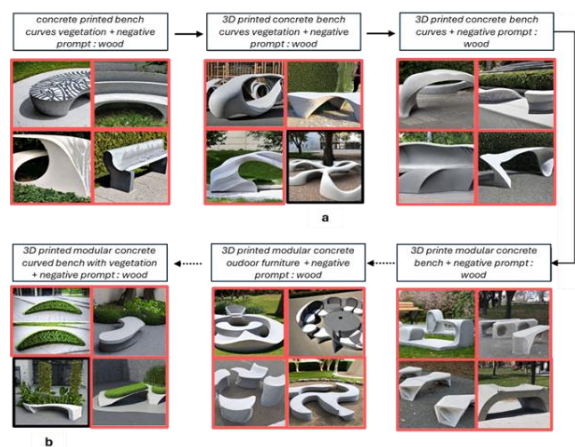 concrete printed bench
curves vegetation + negative
prompt : wood
3D printed concrete bench
curves vegetation + negative
prompt : wood
3D printed concrete bench
curves + negative prompt :
wood
a
3D printed modular concrete
curved bench with vegetation
+ negative prompt : wood
3D printed modular concrete
oudoor furniture + negative
prompt : wood
3D printe modular concrete
bench + negative prompt :
wood
b